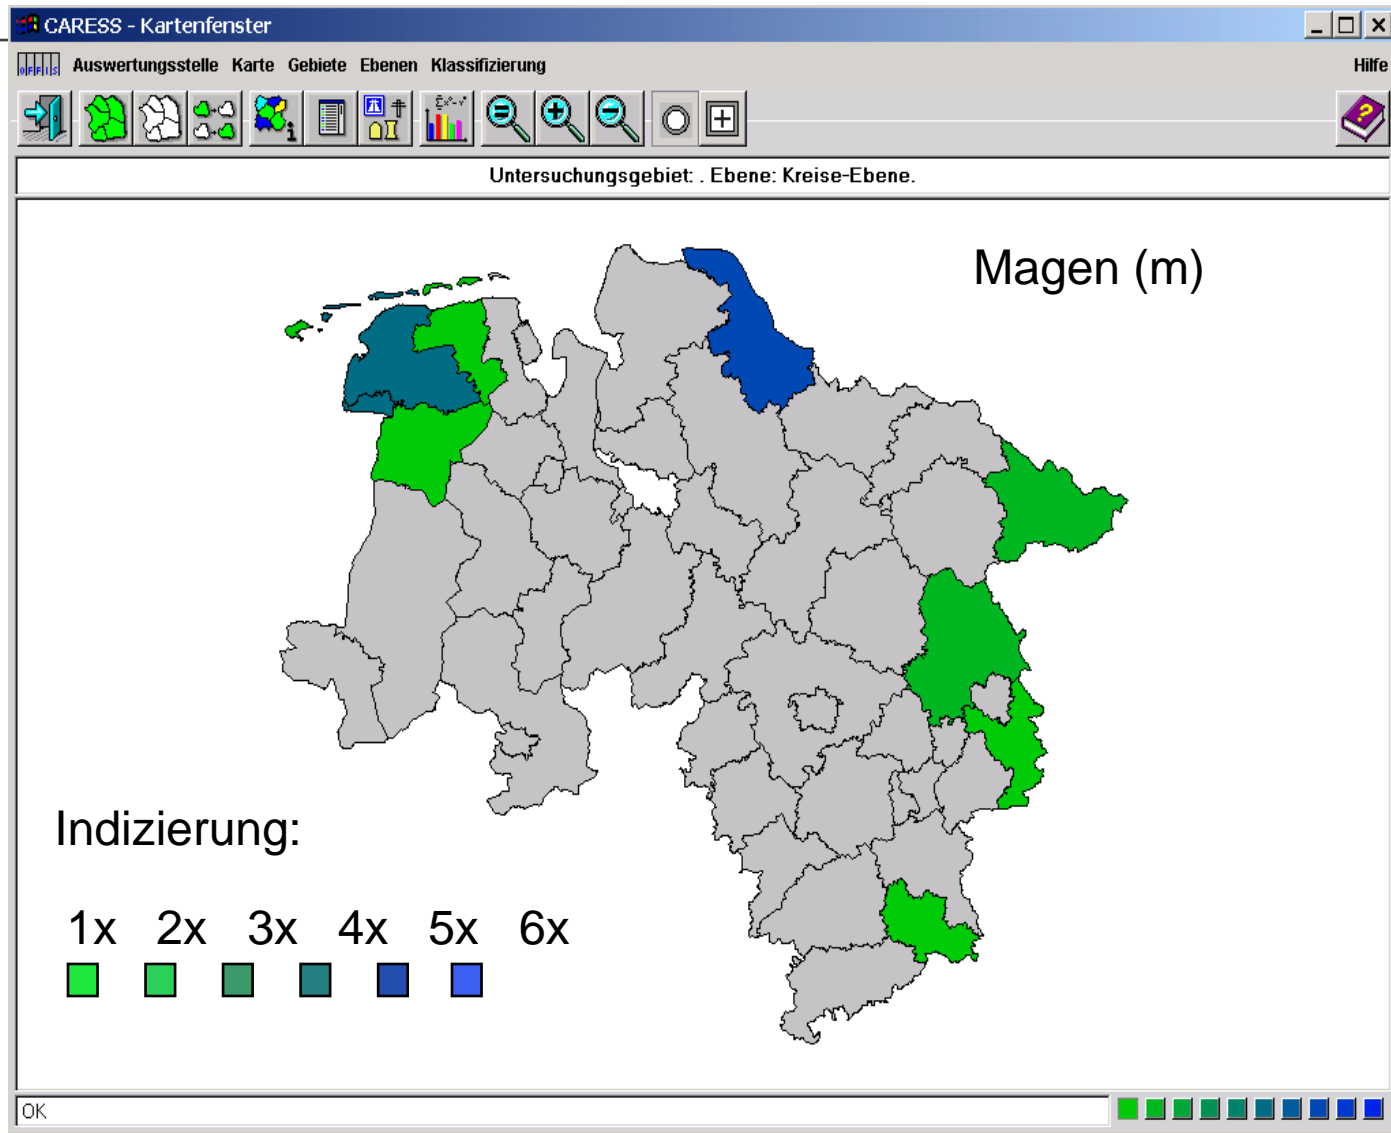 CARESS - Kartenfenster
OFFIS Auswertungsstelle Karte Gebiete Ebenen Klassifizierung Hilfe
Untersuchungsgebiet: . Ebene: Kreise-Ebene.
Magen (m)
Indizierung:
1x 2x 3x 4x 5x 6x
OK